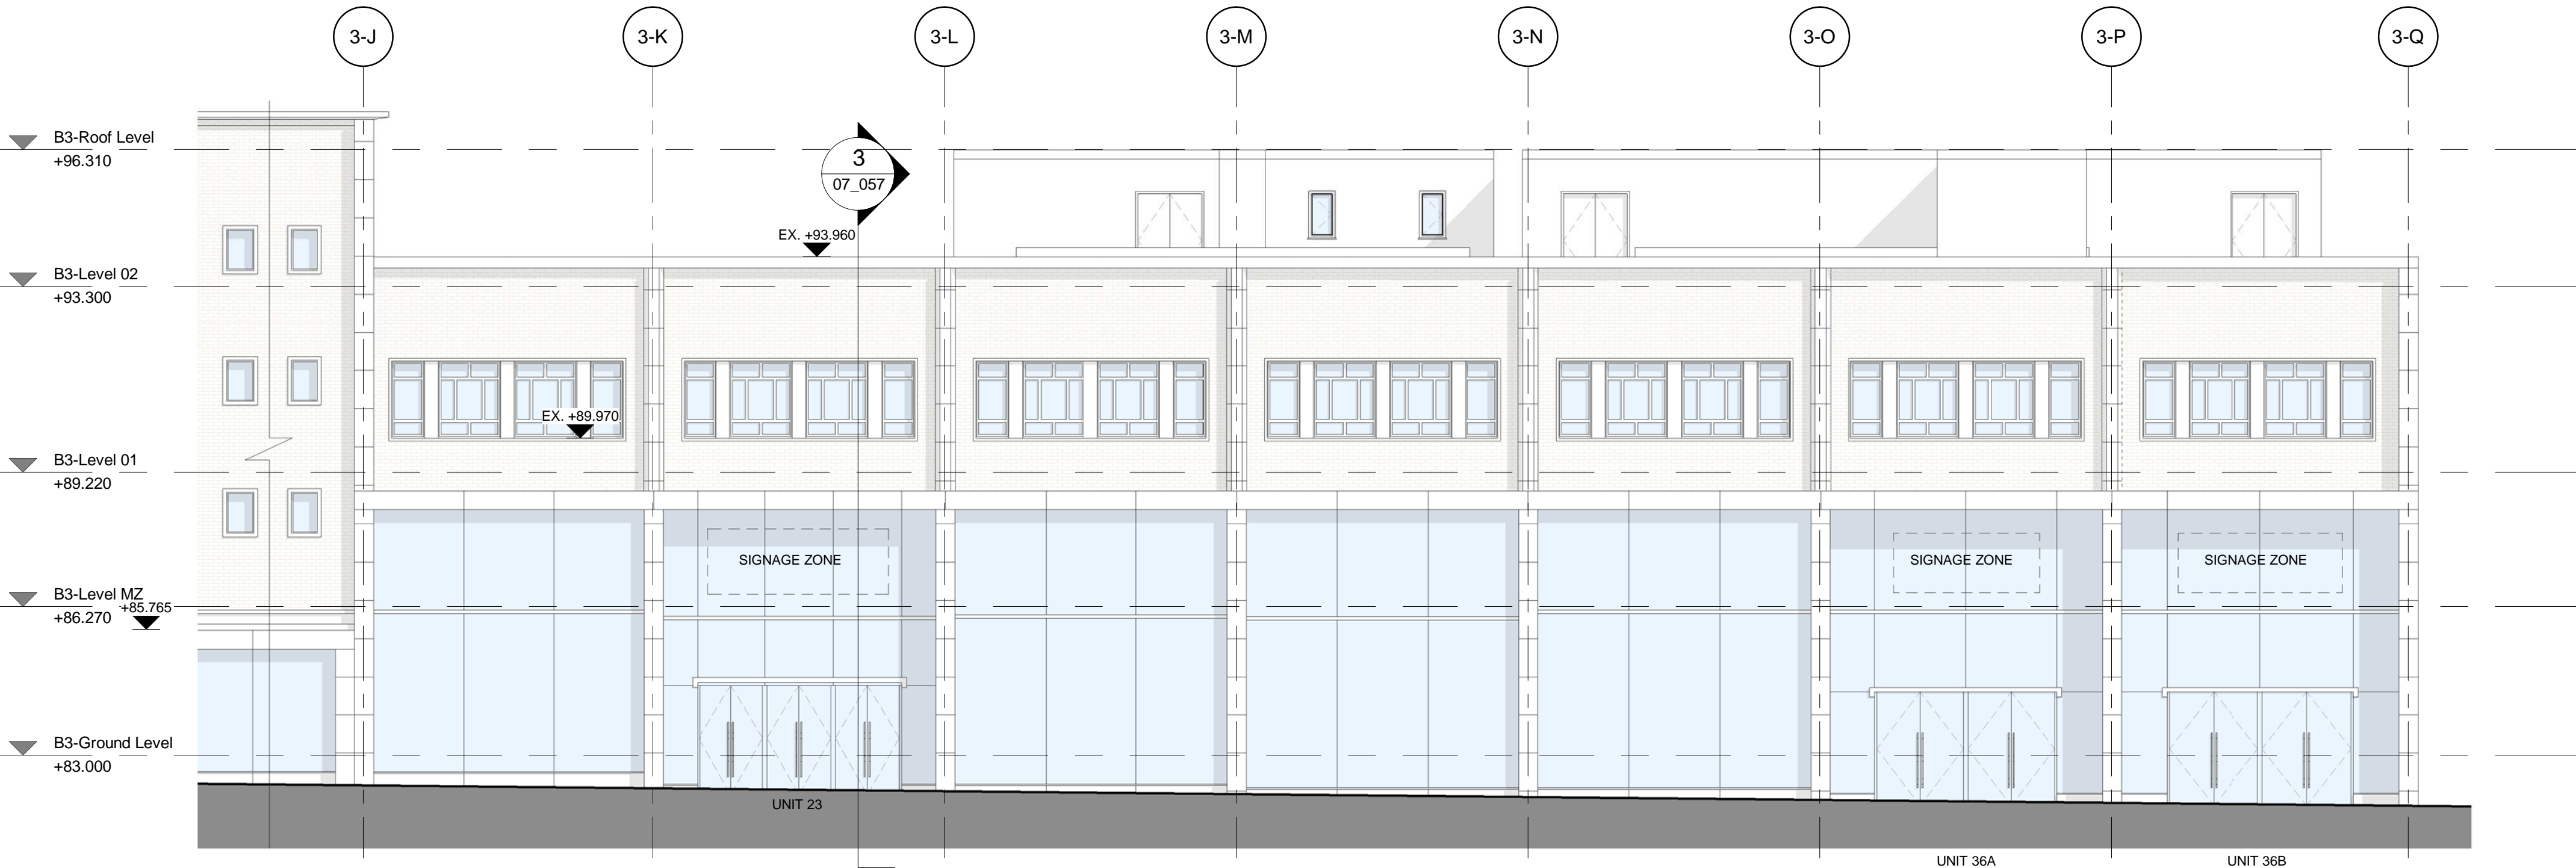 3-J
3-K
3-L
3-M
3-N
3-O
3-P
3-Q
B3-Roof Level
+96.310
3
07_057
EX. +93.960
B3-Level 02
+93.300
EX. +89.970
B3-Level 01
+89.220
SIGNAGE ZONE
SIGNAGE ZONE
SIGNAGE ZONE
B3-Level MZ
+85.765
+86.270
B3-Ground Level
+83.000
UNIT 23
UNIT 36A
UNIT 36B